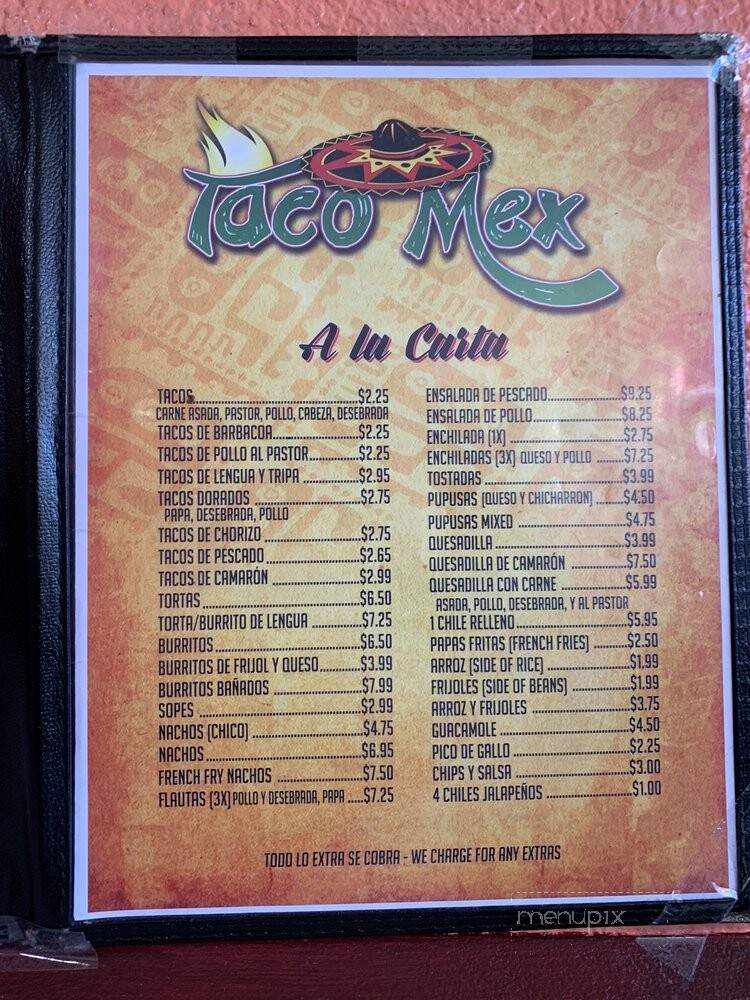 Taco Mex
A la Carta
TACOS..........$2.25
CARNE ASADA, PASTOR, POLLO, CABEZA, DESEBRADA
TACOS DE BARBACOA..........$2.25
TACOS DE POLLO AL PASTOR..........$2.25
TACOS DE LENGUA Y TRIPA..........$2.95
TACOS DORADOS..........$2.75
PAPA, DESEBRADA, POLLO
TACOS DE CHORIZO..........$2.75
TACOS DE PESCADO..........$2.65
TACOS DE CAMARÓN..........$2.99
TORTAS..........$6.50
TORTA/BURRITO DE LENGUA..........$7.25
BURRITOS..........$6.50
BURRITOS DE FRIJOL Y QUESO..........$3.99
BURRITOS BAÑADOS..........$7.99
SOPES..........$2.99
NACHOS (CHICO)..........$4.75
NACHOS..........$6.95
FRENCH FRY NACHOS..........$7.50
FLAUTAS (3X) POLLO Y DESEBRADA, PAPA.....$7.25
ENSALADA DE PESCADO..........$9.25
ENSALADA DE POLLO..........$8.25
ENCHILADA (1X)..........$2.75
ENCHILADAS (3X) QUESO Y POLLO.......$7.25
TOSTADAS..........$3.99
PUPUSAS (QUESO Y CHICHARRON).......$4.50
PUPUSAS MIXED..........$4.75
QUESADILLA..........$3.99
QUESADILLA DE CAMARÓN..........$7.50
QUESADILLA CON CARNE..........$5.99
ASADA, POLLO, DESEBRADA, Y AL PASTOR
1 CHILE RELLENO..........$5.95
PAPAS FRITAS (FRENCH FRIES)........$2.50
ARROZ (SIDE OF RICE)..........$1.99
FRIJOLES (SIDE OF BEANS)..........$1.99
ARROZ Y FRIJOLES..........$3.75
GUACAMOLE..........$4.50
PICO DE GALLO..........$2.25
CHIPS Y SALSA..........$3.00
4 CHILES JALAPEÑOS..........$1.00
TODO LO EXTRA SE COBRA - WE CHARGE FOR ANY EXTRAS
menupix